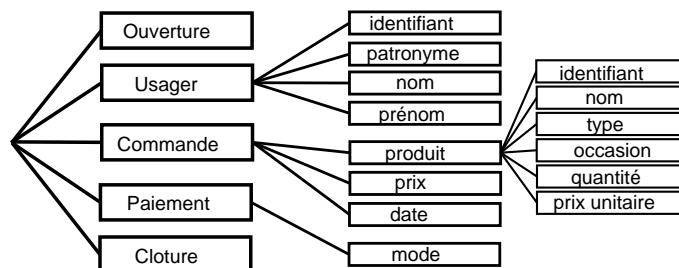 Ouverture
Usager
Commande
Paiement
Cloture
identifiant
patronyme
nom
prénom
produit
prix
date
mode
identifiant
nom
type
occasion
quantité
prix unitaire